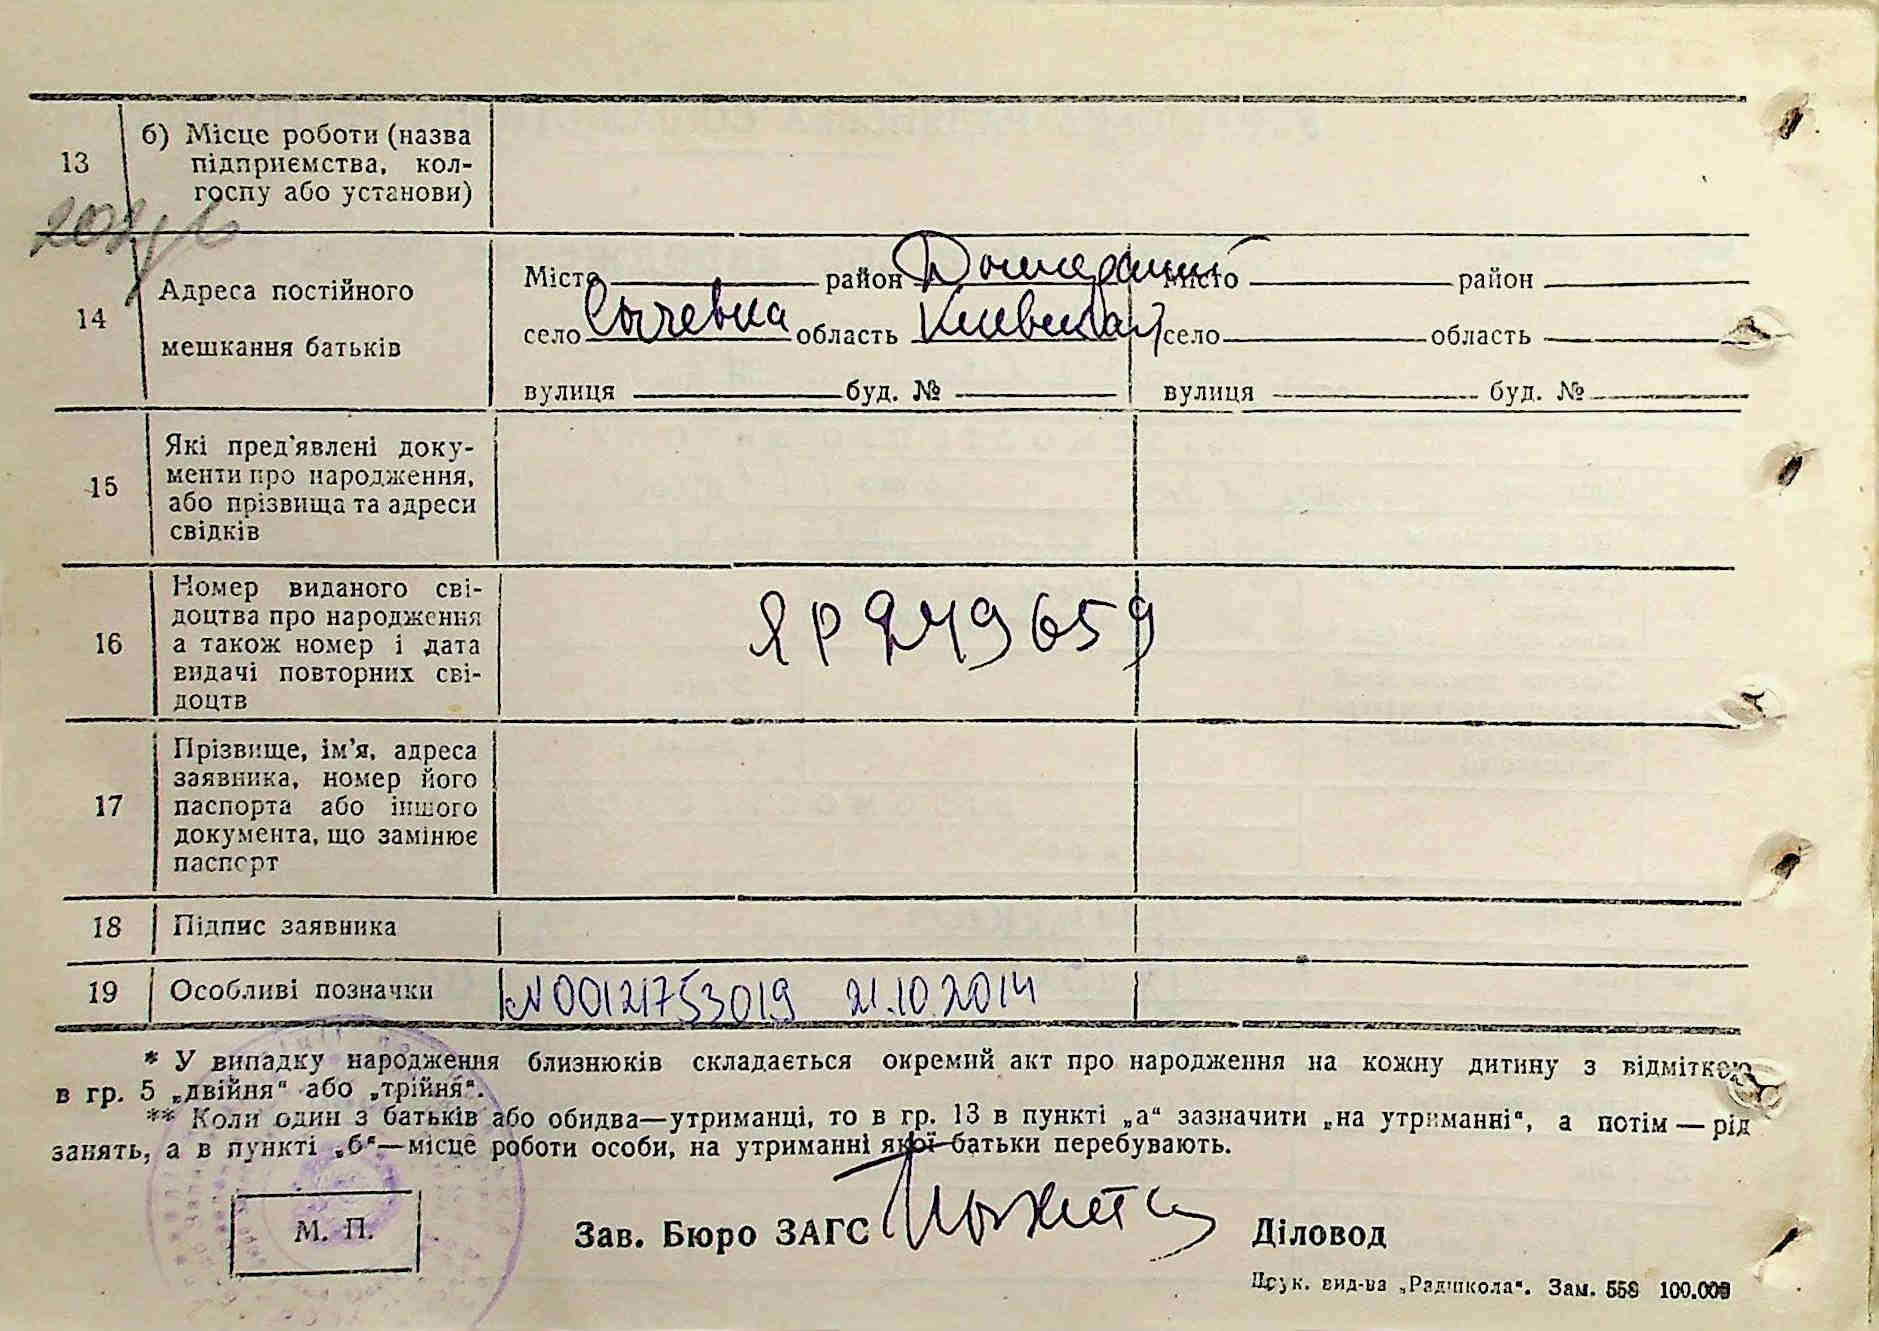 13
б) Місце роботи (назва
підприємства, кол-
госпу або установи)
14
Адреса постійного
мешкання батьків
Місто район Місто район
село Сычевка область Киевская село область
вулиця буд. № вулиця буд. №
15
Які пред'явлені доку-
менти про народження,
або прізвища та адреси
свідків
16
Номер виданого сві-
доцтва про народження
а також номер і дата
видачі повторних сві-
доцтв
ЯР 249659
17
Прізвище, ім'я, адреса
заявника, номер його
паспорта або іншого
документа, що замінює
паспорт
18 Підпис заявника
19 Особливі позначки N00121753019 21.10.2014
* У випадку народження близнюків складається окремий акт про народження на кожну дитину з відміткою
в гр. 5 „двійня“ або „трійня“.
** Коли один з батьків або обидва—утриманці, то в гр. 13 в пункті „а“ зазначити „на утриманні“, а потім — рід
занять, а в пункті „б“—місце роботи особи, на утриманні якої батьки перебувають.
М. П.
Зав. Бюро ЗАГС Діловод
Друк. вид-ва „Радшкола“. Зам. 558 100.000